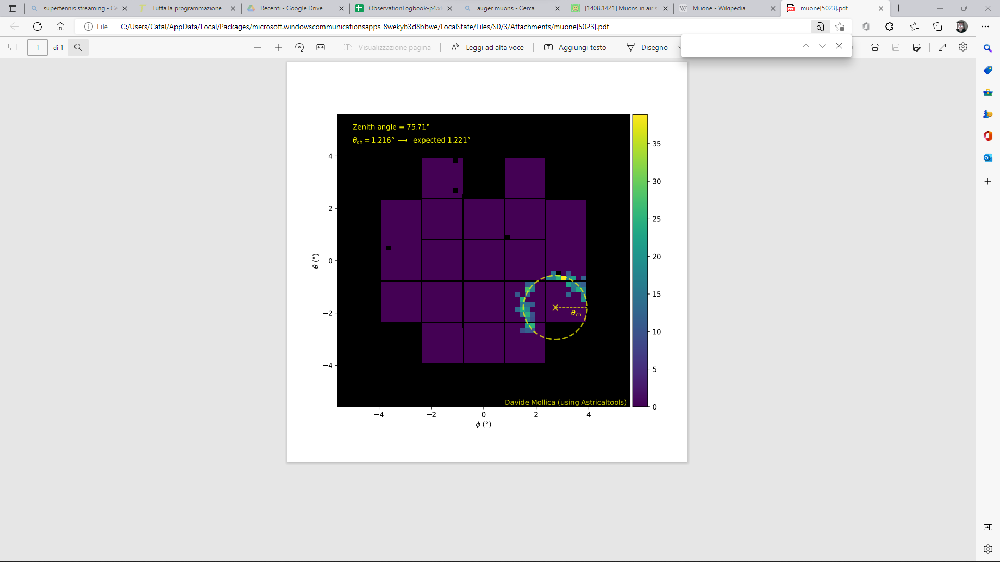 supertennis streaming - Ce
Tutta la programmazione
Recenti - Google Drive
ObservationLogbook-p4.xl
auger muons - Cerca
[1408.1421] Muons in air s
Muone - Wikipedia
muone[5023].pdf
File
C:/Users/Catal/AppData/Local/Packages/microsoft.windowscommunicationsapps_8wekyb3d8bbwe/LocalState/Files/S0/3/Attachments/muone[5023].pdf
1 di 1
Visualizzazione pagina
Leggi ad alta voce
Aggiungi testo
Disegno
Zenith angle = 75.71°
θch = 1.216° ⟶ expected 1.221°
4
2
0
−2
−4
θ (°)
θch
Davide Mollica (using Astricaltools)
−4 −2 0 2 4
ϕ (°)
35
30
25
20
15
10
5
0